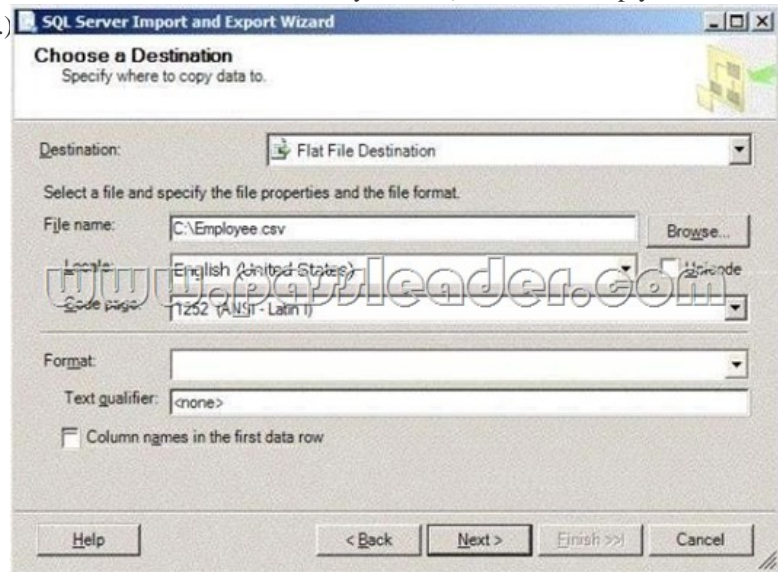 .)
SQL Server Import and Export Wizard
Choose a Destination
Specify where to copy data to.
Destination: Flat File Destination
Select a file and specify the file properties and the file format.
File name: C:\Employee.csv Browse...
Locale: English (United States) Unicode
www.passleader.com
Code page: 1252 (ANSI - Latin I)
Format:
Text qualifier: <none>
Column names in the first data row
Help < Back Next > Finish >>| Cancel